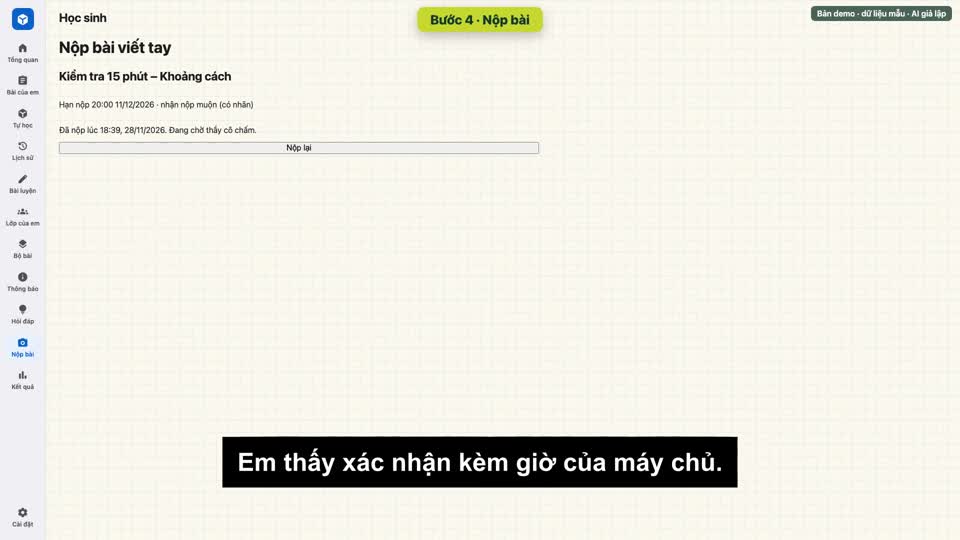 Học sinh
Bước 4 · Nộp bài
Bản demo · dữ liệu mẫu · AI giả lập
Nộp bài viết tay
Kiểm tra 15 phút – Khoảng cách
Hạn nộp 20:00 11/12/2026 · nhận nộp muộn (có nhãn)
Đã nộp lúc 18:39, 28/11/2026. Đang chờ thầy cô chấm.
Nộp lại
Tổng quan
Bài của em
Tự học
Lịch sử
Bài luyện
Lớp của em
Bộ bài
Thông báo
Hỏi đáp
Nộp bài
Kết quả
Cài đặt
Em thấy xác nhận kèm giờ của máy chủ.